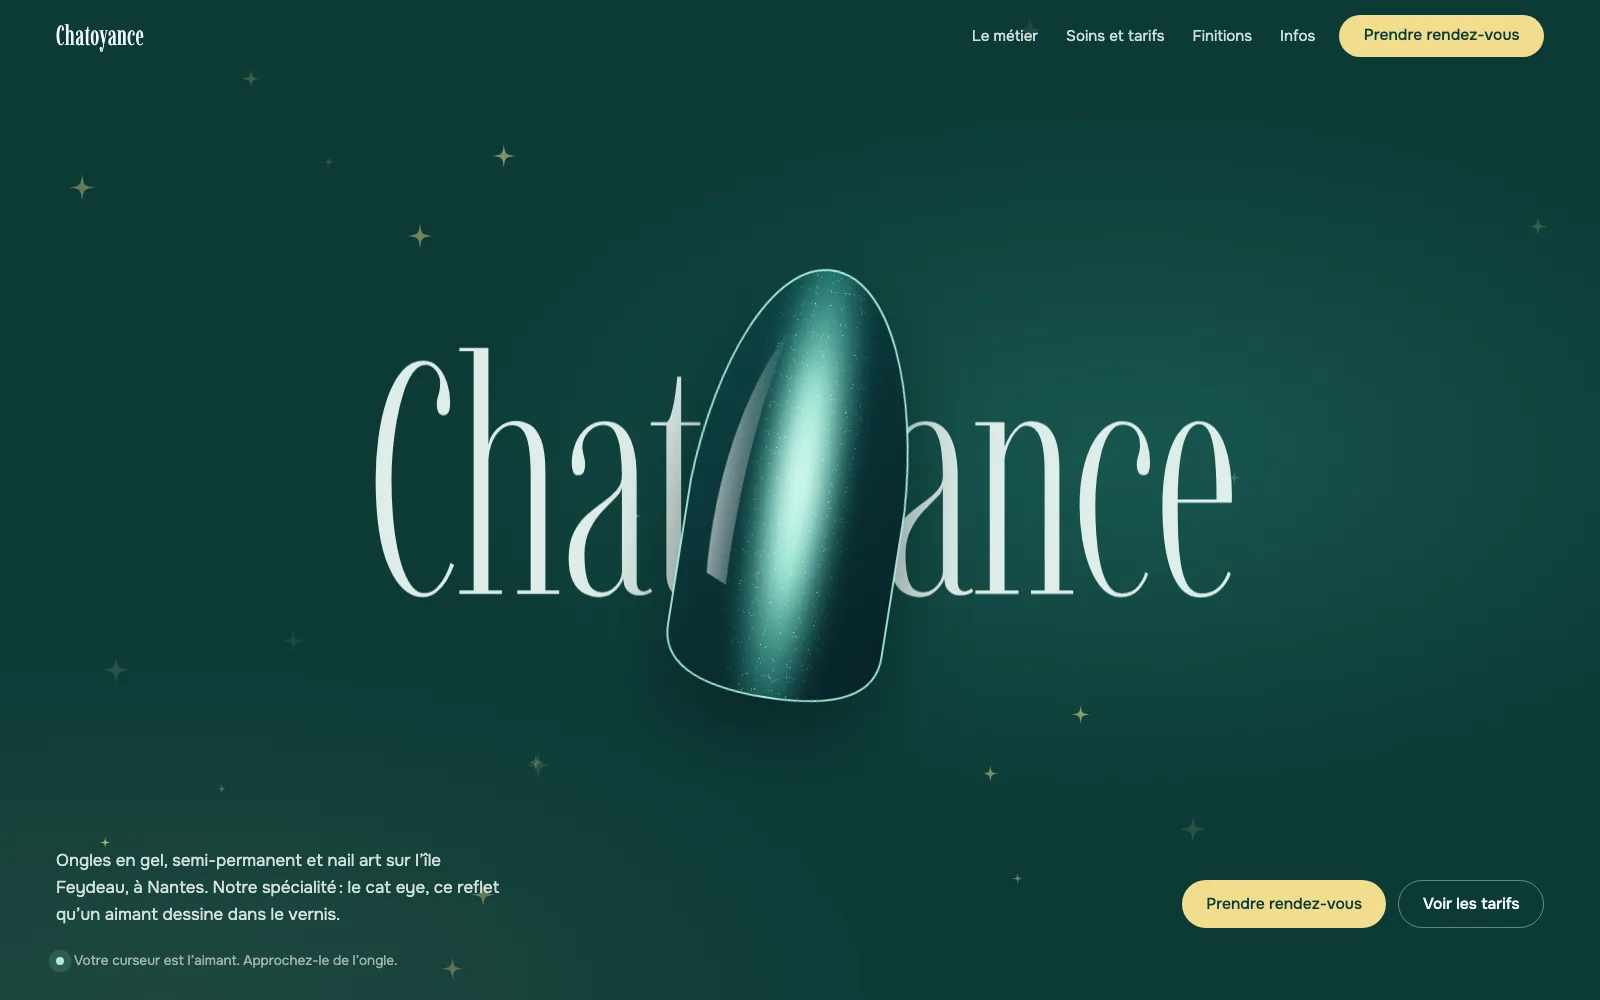 Chatoyance
Le métier
Soins et tarifs
Finitions
Infos
Prendre rendez-vous
Chatoyance
Ongles en gel, semi-permanent et nail art sur l’île
Feydeau, à Nantes. Notre spécialité : le cat eye, ce reflet
qu’un aimant dessine dans le vernis.
Votre curseur est l’aimant. Approchez-le de l’ongle.
Prendre rendez-vous
Voir les tarifs